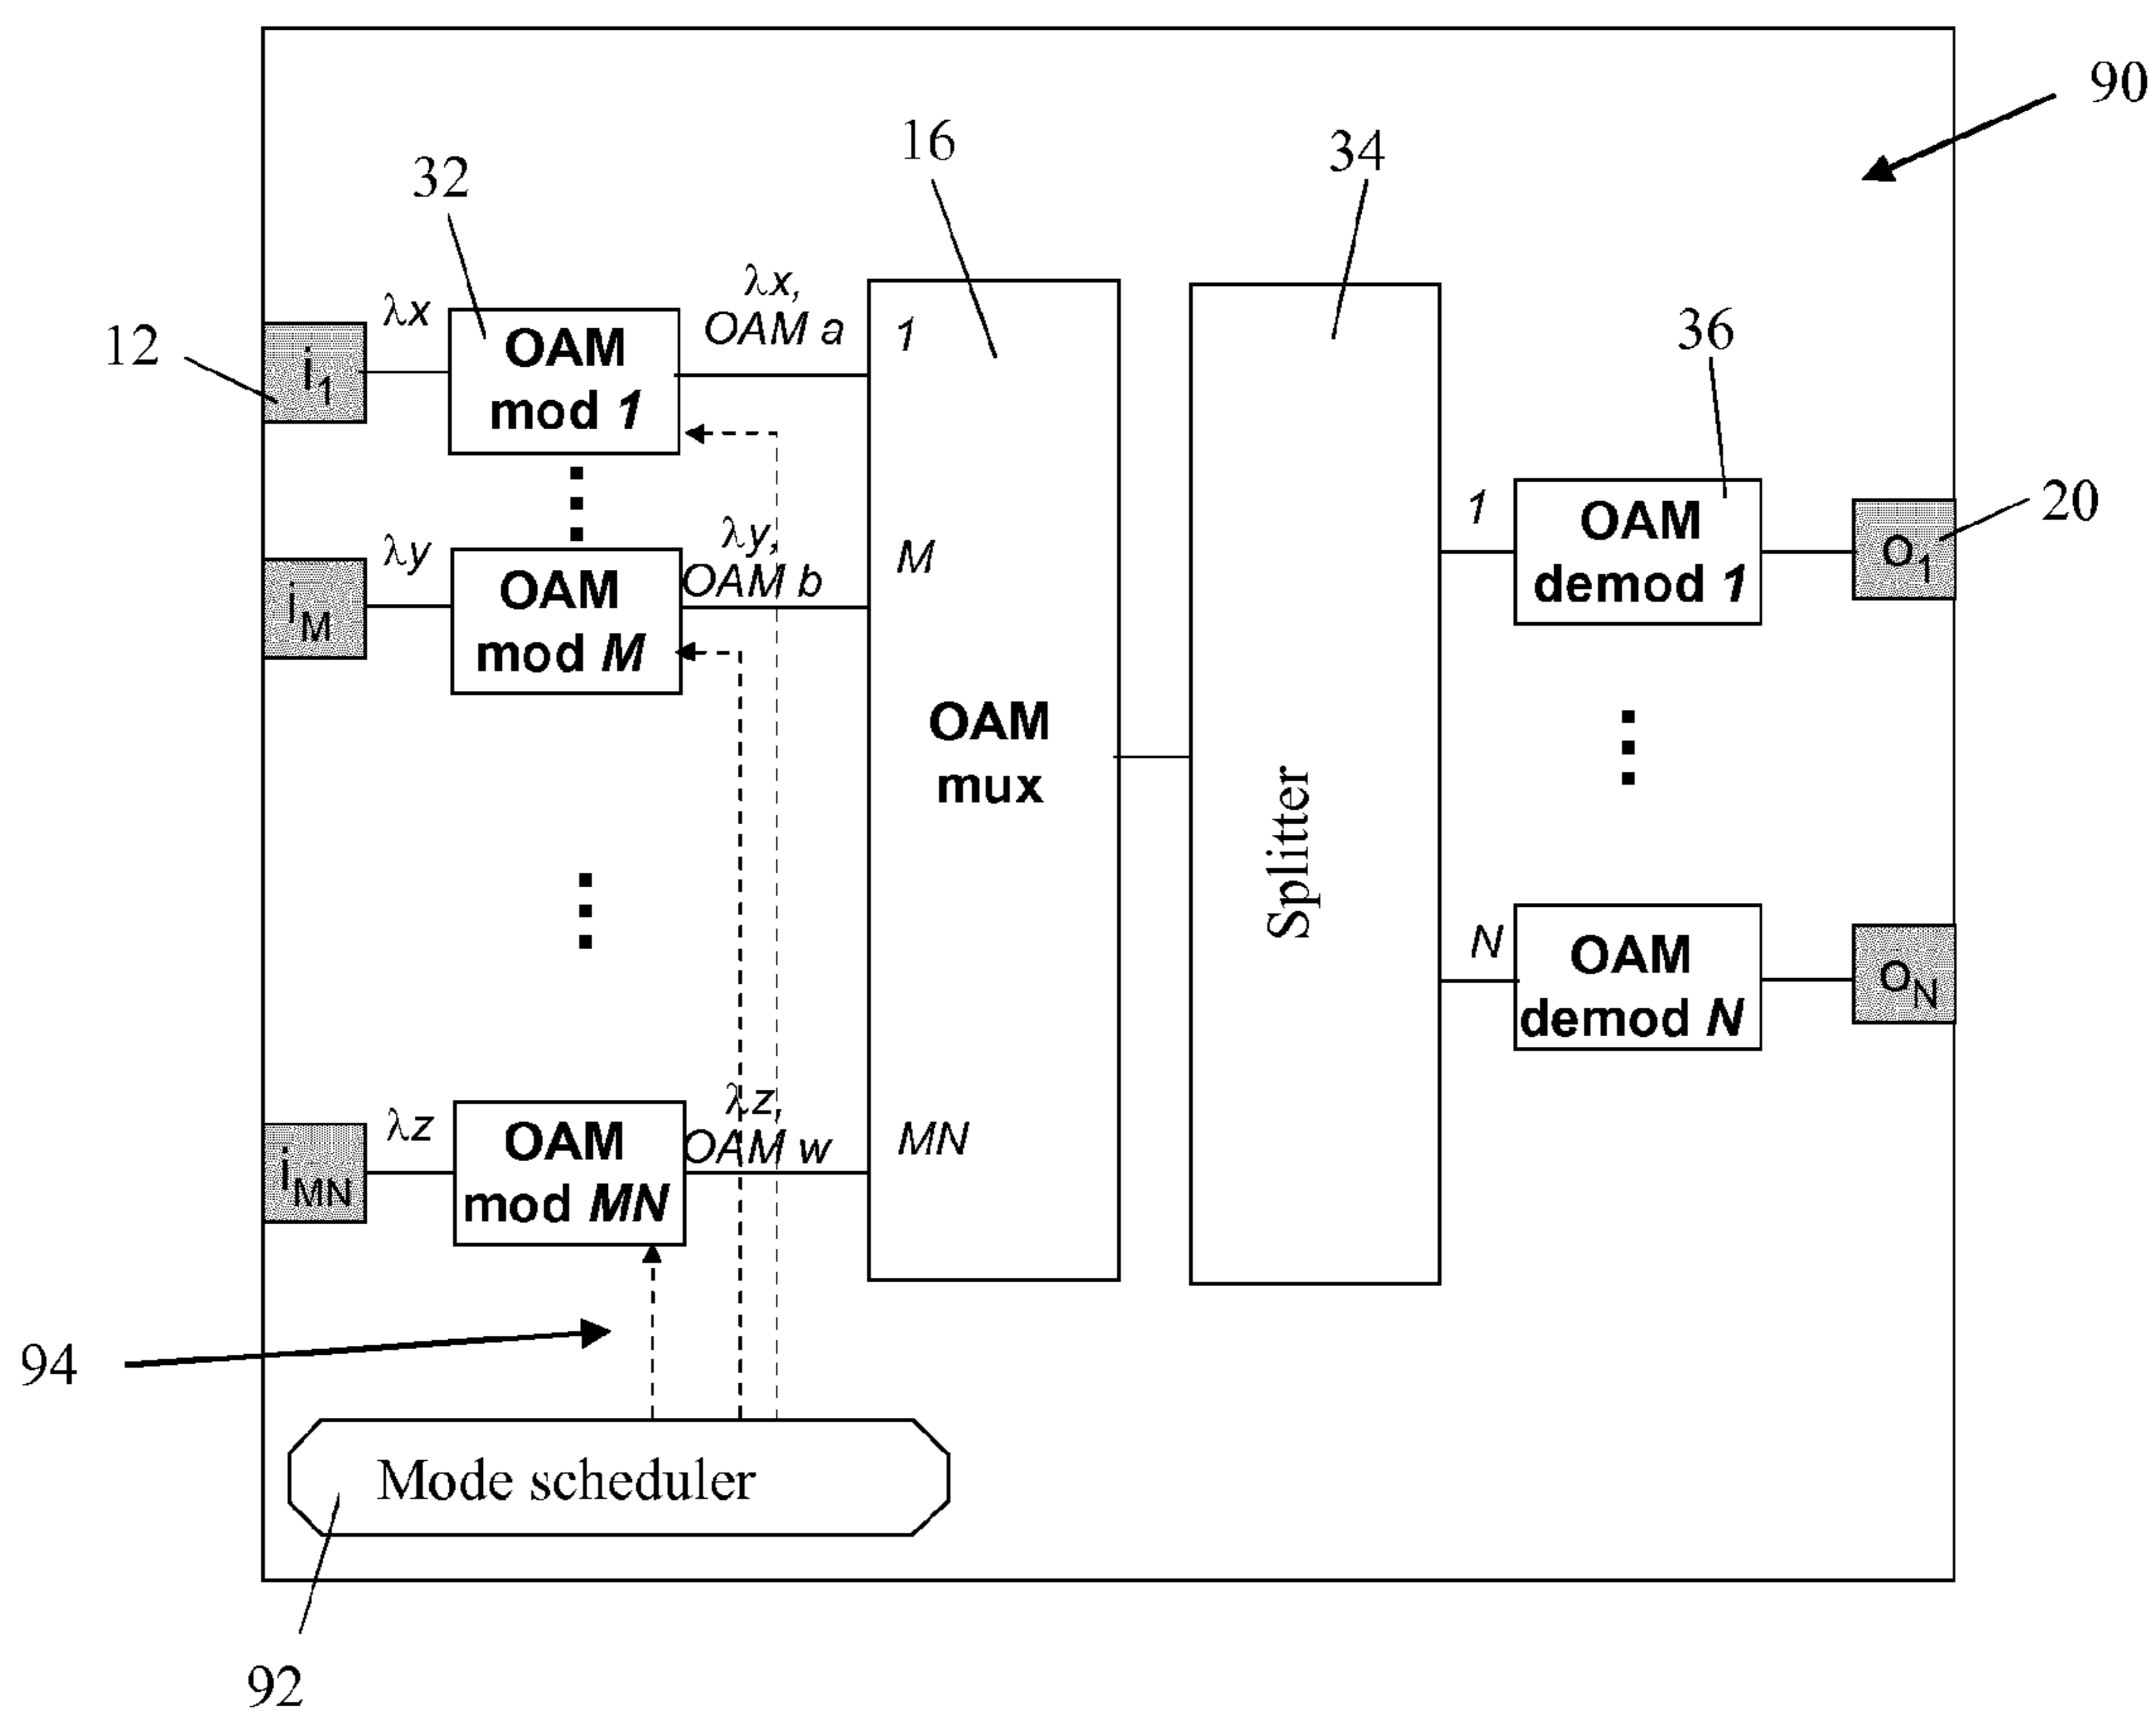 90
16
34
32
λx,
OAM a
λx
36
12
i1
OAM
mod 1
1
20
λy
λy,
OAM b
M
1
OAM
demod 1
o1
iM
OAM
mod M
OAM
mux
Splitter
N
OAM
demod N
oN
λz
λz,
OAM w
MN
iMN
OAM
mod MN
94
Mode scheduler
92